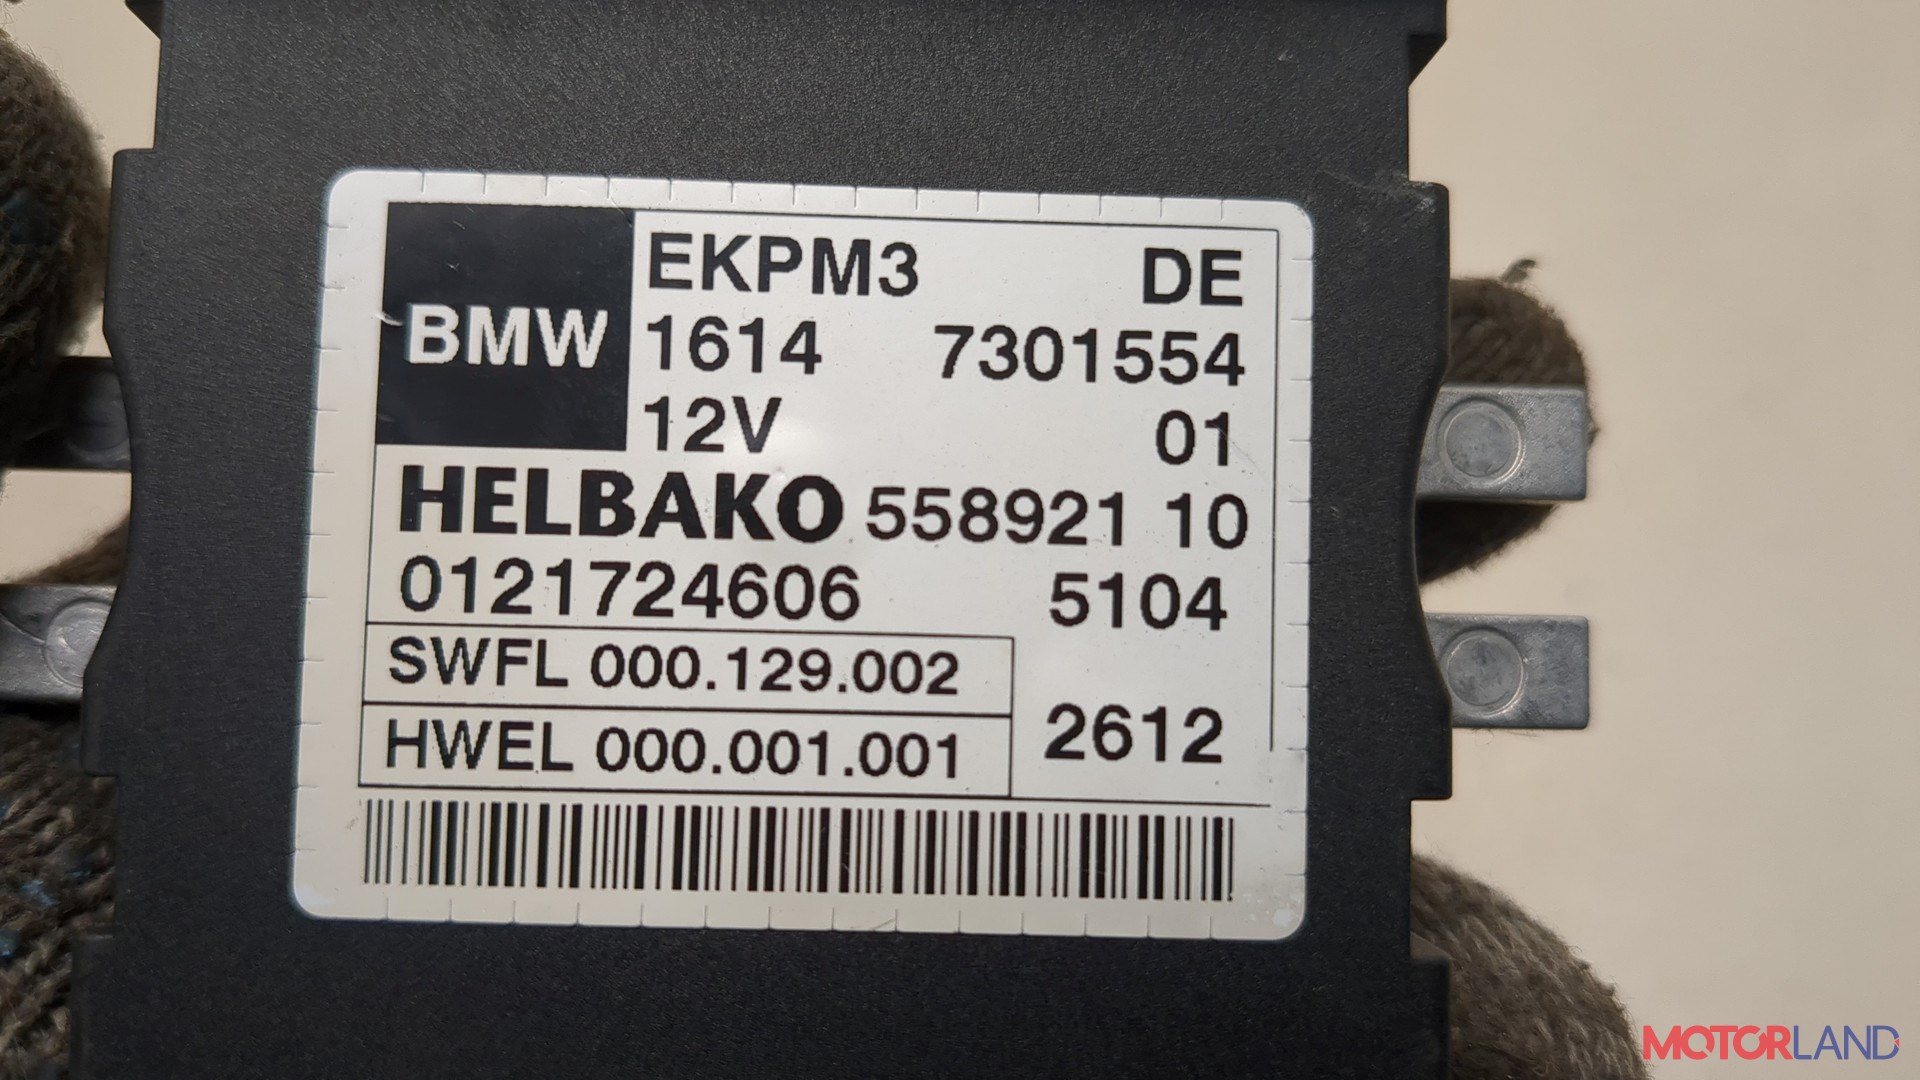 BMW
EKPM3 DE
1614 7301554
12V 01
HELBAKO 558921 10
0121724606 5104
SWFL 000.129.002
HWEL 000.001.001
2612
MOTORLAND